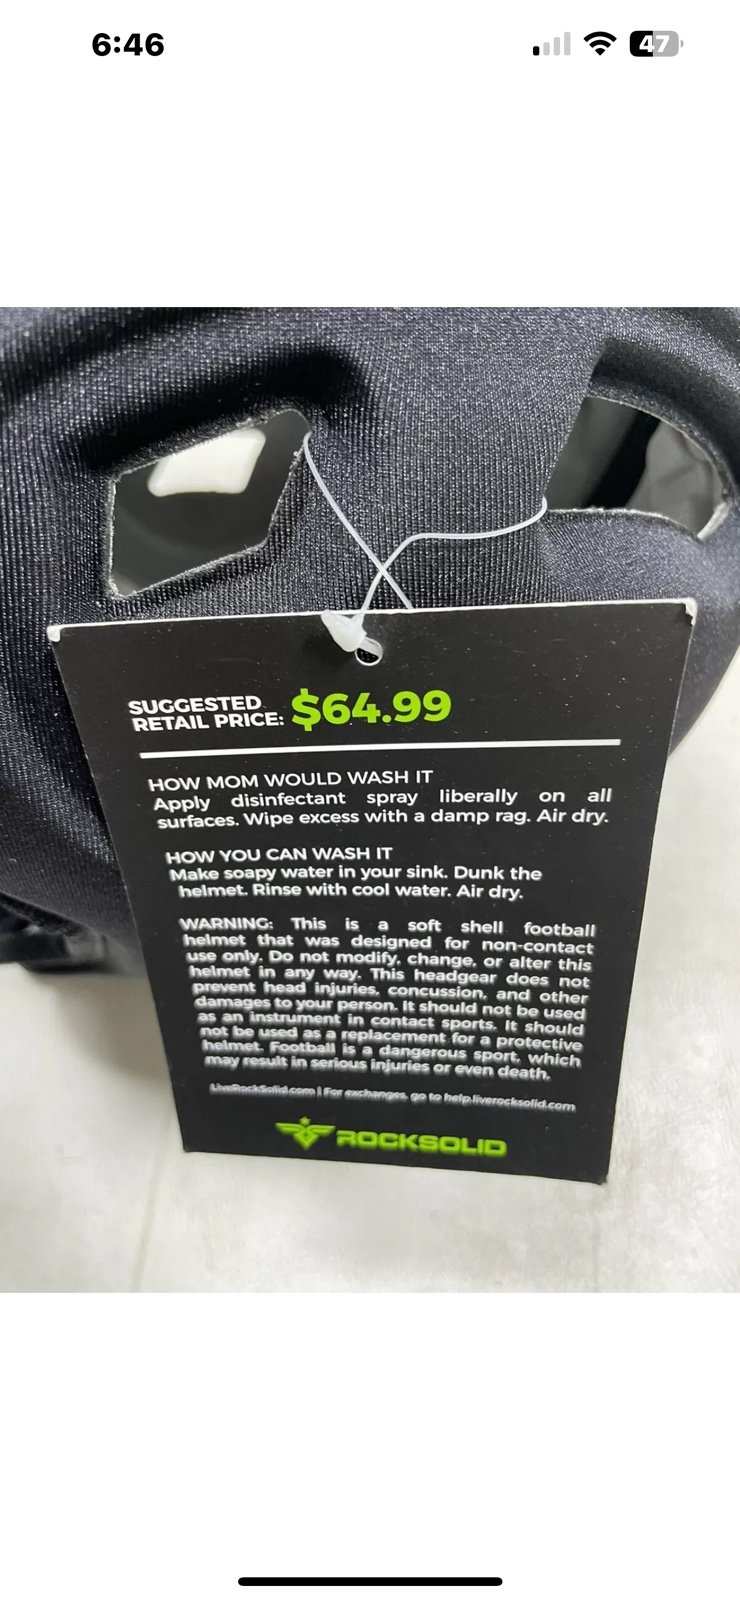 6:46
47
SUGGESTED
RETAIL PRICE: $64.99
HOW MOM WOULD WASH IT
Apply disinfectant spray liberally on all
surfaces. Wipe excess with a damp rag. Air dry.
HOW YOU CAN WASH IT
Make soapy water in your sink. Dunk the
helmet. Rinse with cool water. Air dry.
WARNING: This is a soft shell football
helmet that was designed for non-contact
use only. Do not modify, change, or alter this
helmet in any way. This headgear does not
prevent head injuries, concussion, and other
damages to your person. It should not be used
as an instrument in contact sports. It should
not be used as a replacement for a protective
helmet. Football is a dangerous sport, which
may result in serious injuries or even death.
LiveRockSolid.com | For exchanges, go to help.liverocksolid.com
ROCKSOLID